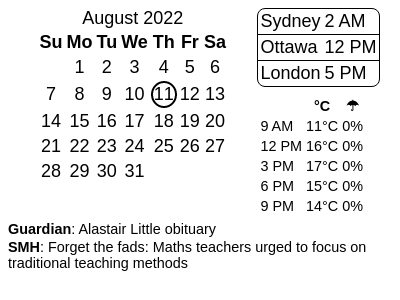 August 2022
Su Mo Tu We Th Fr Sa
1 2 3 4 5 6
7 8 9 10 11 12 13
14 15 16 17 18 19 20
21 22 23 24 25 26 27
28 29 30 31
Sydney 2 AM
Ottawa 12 PM
London 5 PM
°C ☂
9 AM 11°C 0%
12 PM 16°C 0%
3 PM 17°C 0%
6 PM 15°C 0%
9 PM 14°C 0%
Guardian: Alastair Little obituary
SMH: Forget the fads: Maths teachers urged to focus on
traditional teaching methods